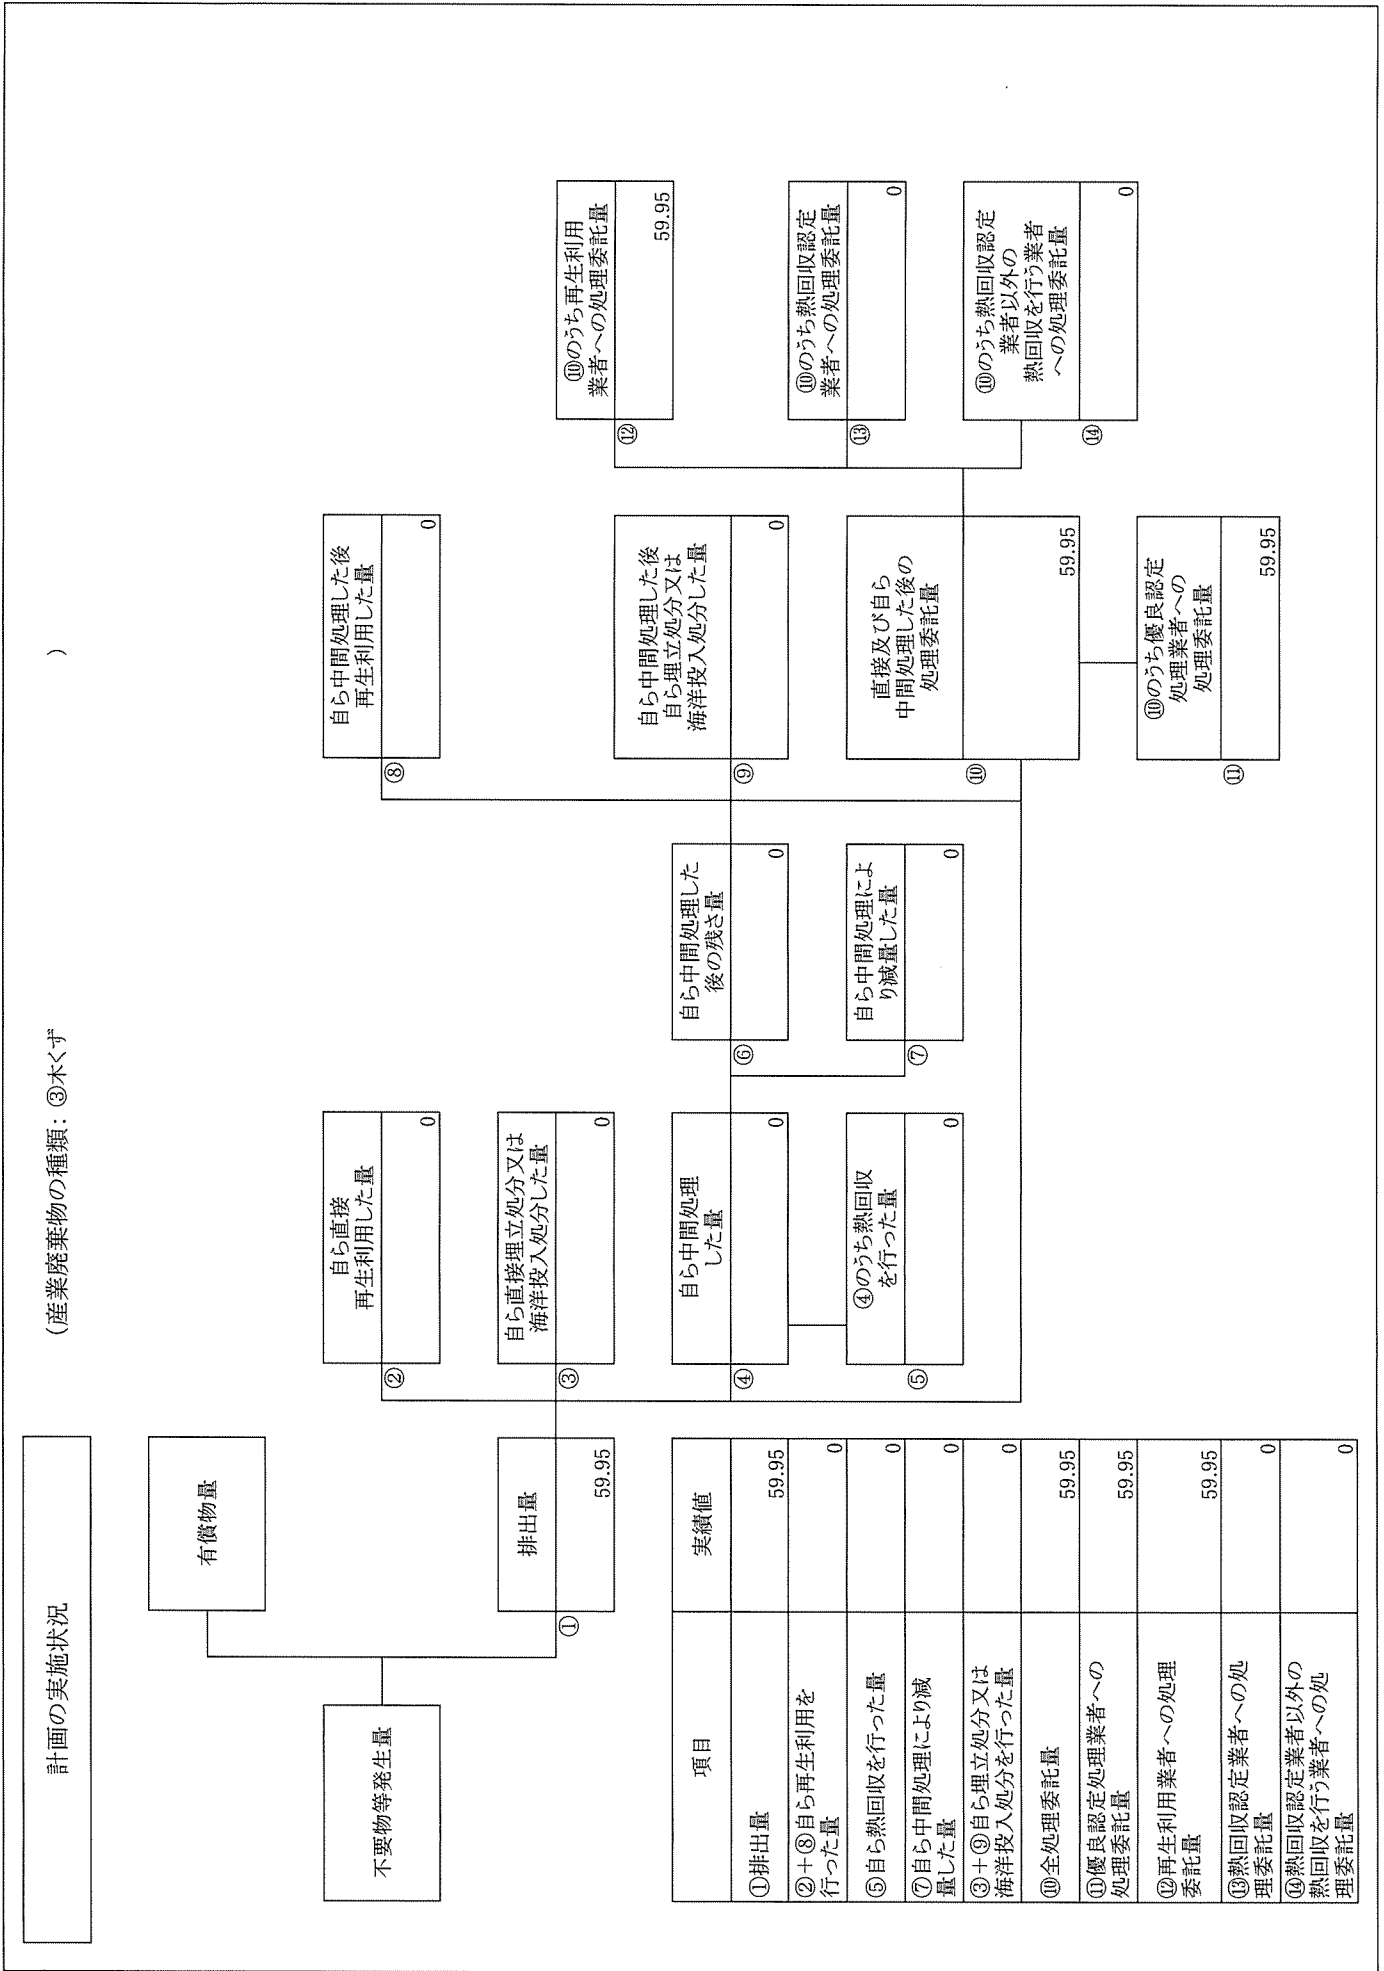 計画の実施状況
(産業廃棄物の種類：③木くず　　　　　　)
不要物等発生量
有償物量
①
排出量
59.95
②
自ら直接
再生利用した量
0
③
自ら直接埋立処分又は
海洋投入処分した量
0
④
自ら中間処理
した量
0
⑤
④のうち熱回収
を行った量
0
⑥
自ら中間処理した
後の残さ量
0
⑦
自ら中間処理によ
り減量した量
0
⑧
自ら中間処理した後
再生利用した量
0
⑨
自ら中間処理した後
自ら埋立処分又は
海洋投入処分した量
0
⑩
直接及び自ら
中間処理した後の
処理委託量
59.95
⑪
⑩のうち優良認定
処理業者への
処理委託量
59.95
⑫
⑩のうち再生利用
業者への処理委託量
59.95
⑬
⑩のうち熱回収認定
業者への処理委託量
0
⑭
⑩のうち熱回収認定
業者以外の
熱回収を行う業者
への処理委託量
0
項目 実績値
①排出量 59.95
②＋⑧自ら再生利用を
行った量 0
⑤自ら熱回収を行った量 0
⑦自ら中間処理により減
量した量 0
③＋⑨自ら埋立処分又は
海洋投入処分を行った量 0
⑩全処理委託量 59.95
⑪優良認定処理業者への
処理委託量 59.95
⑫再生利用業者への処理
委託量 59.95
⑬熱回収認定業者への処
理委託量 0
⑭熱回収認定業者以外の
熱回収を行う業者への処
理委託量 0